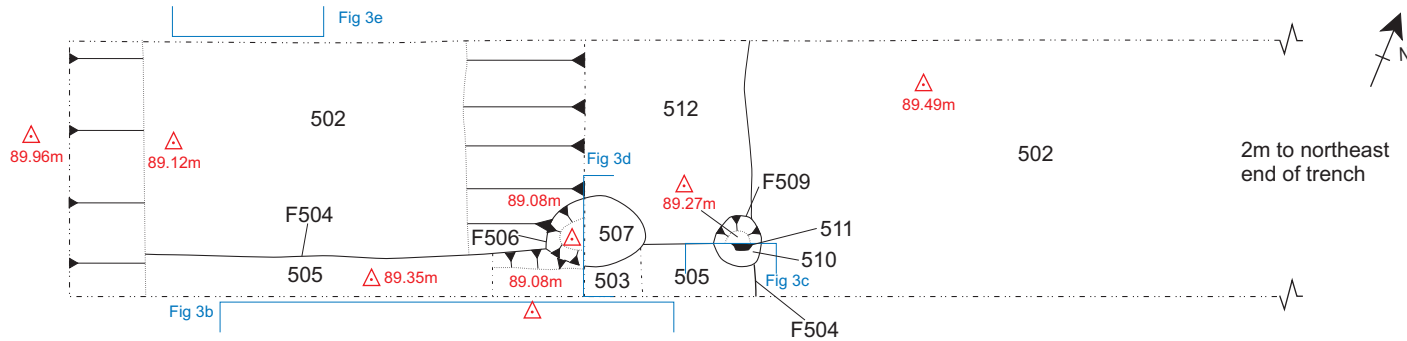 Fig 3e
N
89.49m
502
512
89.96m
89.12m
502
2m to northeast
end of trench
Fig 3d
F509
89.08m
89.27m
F504
F506
507
511
510
505
89.35m
89.08m
503
505
Fig 3c
Fig 3b
F504